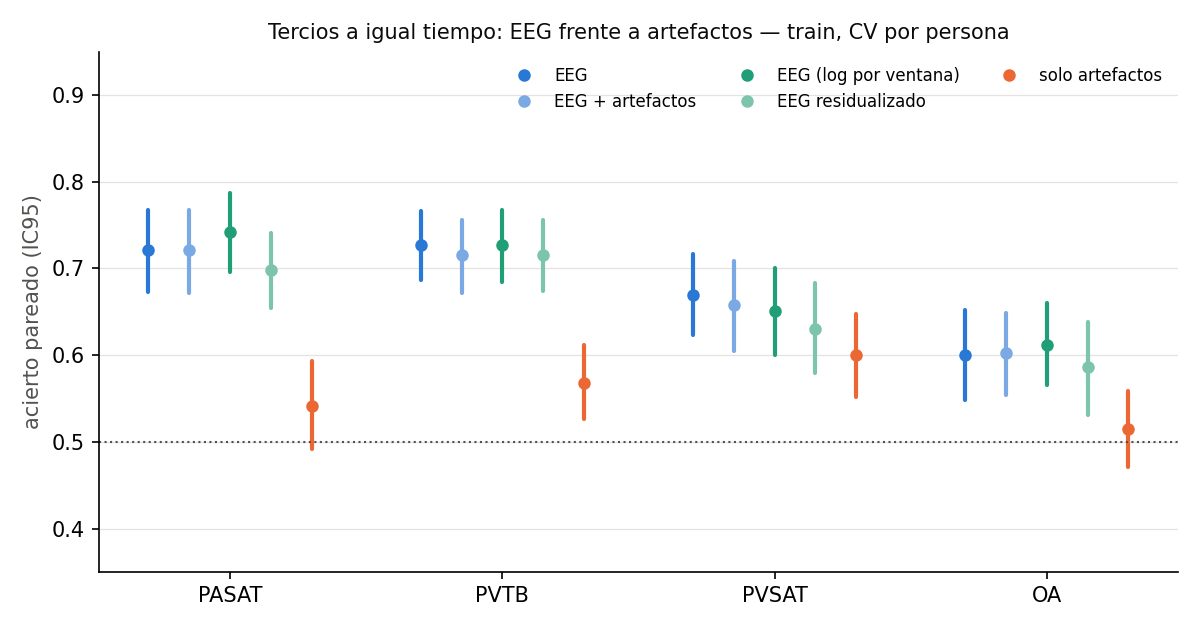 Tercios a igual tiempo: EEG frente a artefactos — train, CV por persona
EEG
EEG + artefactos
EEG (log por ventana)
EEG residualizado
solo artefactos
acierto pareado (IC95)
0.9
0.8
0.7
0.6
0.5
0.4
PASAT
PVTB
PVSAT
OA